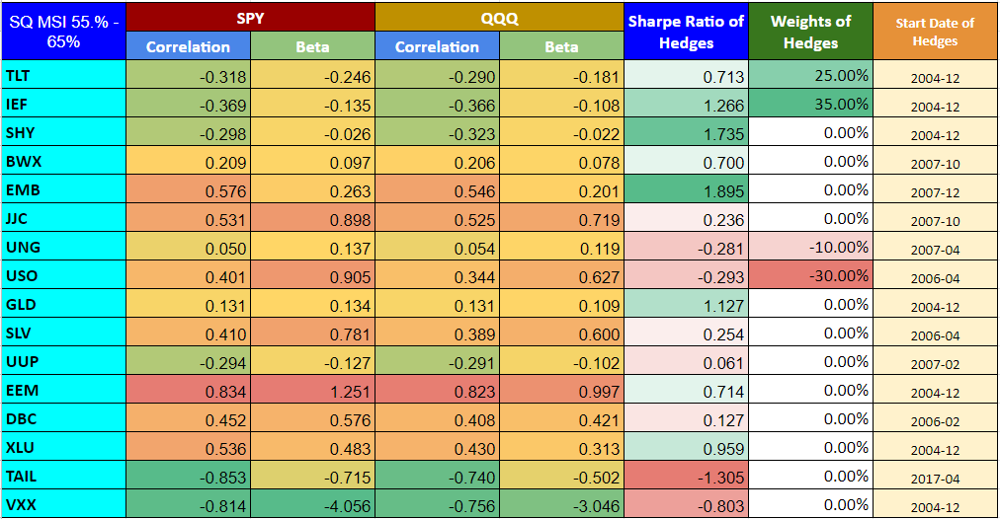 SQ MSI 55.% - 65% SPY QQQ Sharpe Ratio of Hedges Weights of Hedges Start Date of Hedges
Correlation Beta Correlation Beta
TLT -0.318 -0.246 -0.290 -0.181 0.713 25.00% 2004-12
IEF -0.369 -0.135 -0.366 -0.108 1.266 35.00% 2004-12
SHY -0.298 -0.026 -0.323 -0.022 1.735 0.00% 2004-12
BWX 0.209 0.097 0.206 0.078 0.700 0.00% 2007-10
EMB 0.576 0.263 0.546 0.201 1.895 0.00% 2007-12
JJC 0.531 0.898 0.525 0.719 0.236 0.00% 2007-10
UNG 0.050 0.137 0.054 0.119 -0.281 -10.00% 2007-04
USO 0.401 0.905 0.344 0.627 -0.293 -30.00% 2006-04
GLD 0.131 0.134 0.131 0.109 1.127 0.00% 2004-12
SLV 0.410 0.781 0.389 0.600 0.254 0.00% 2006-04
UUP -0.294 -0.127 -0.291 -0.102 0.061 0.00% 2007-02
EEM 0.834 1.251 0.823 0.997 0.714 0.00% 2004-12
DBC 0.452 0.576 0.408 0.421 0.127 0.00% 2006-02
XLU 0.536 0.483 0.430 0.313 0.959 0.00% 2004-12
TAIL -0.853 -0.715 -0.740 -0.502 -1.305 0.00% 2017-04
VXX -0.814 -4.056 -0.756 -3.046 -0.803 0.00% 2004-12